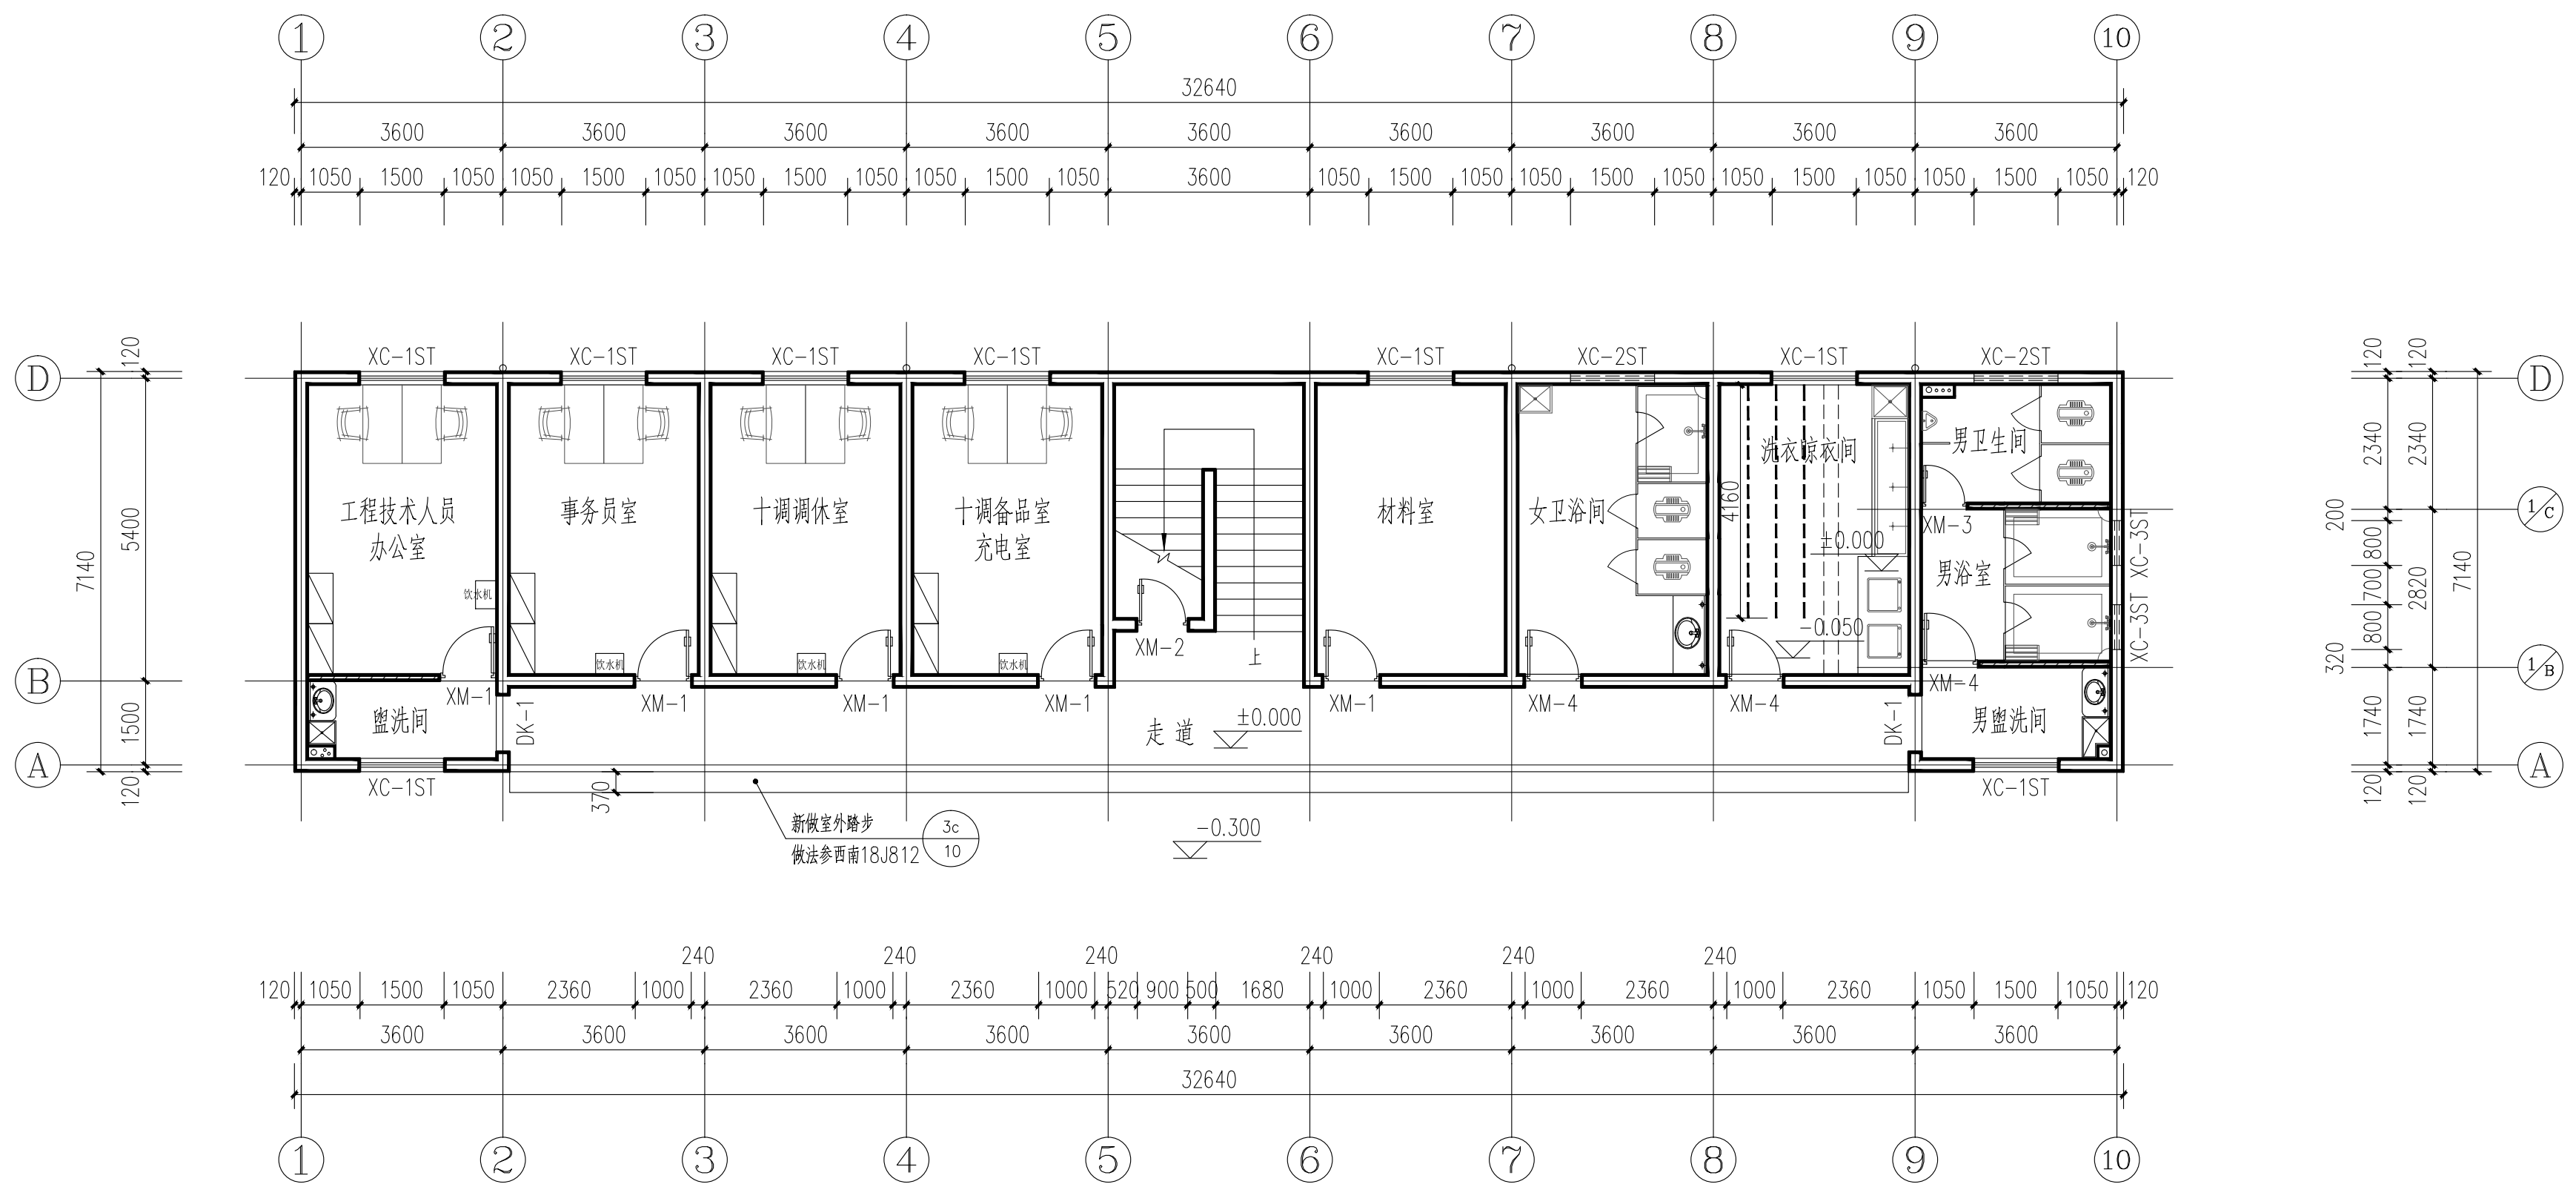 1 2 3 4 5 6 7 8 9 10
32640
3600 3600 3600 3600 3600 3600 3600 3600 3600
120 1050 1500 1050 1050 1500 1050 1050 1500 1050 1050 1500 1050 3600 1050 1500 1050 1050 1500 1050 1050 1500 1050 1050 1500 1050 120
XC-1ST XC-1ST XC-1ST XC-1ST XC-1ST XC-2ST XC-1ST XC-2ST
D
B
A
120
5400
1500
120
7140
工程技术人员
办公室
饮水机
XM-1
盥洗间
XC-1ST
DK-1
事务员室
饮水机
XM-1
十调调休室
饮水机
XM-1
十调备品室
充电室
饮水机
XM-1
XM-2
上
材料室
XM-1
女卫浴间
XM-4
洗衣晾衣间
4160
±0.000
-0.050
XM-4
DK-1
男卫生间
XM-3
男浴室
XM-4
男盥洗间
XC-1ST
XC-3ST
XC-3ST
走道
±0.000
370
新做室外踏步
做法参西南18J812
3c
10
-0.300
120
2340
200
800
700
800
320
1740
120
120
2340
2820
1740
120
7140
D
1/C
1/B
A
240 240 240 240 240 240
120 1050 1500 1050 2360 1000 2360 1000 2360 1000 520 900 500 1680 1000 2360 1000 2360 1000 2360 1050 1500 1050 120
3600 3600 3600 3600 3600 3600 3600 3600 3600
32640
1 2 3 4 5 6 7 8 9 10